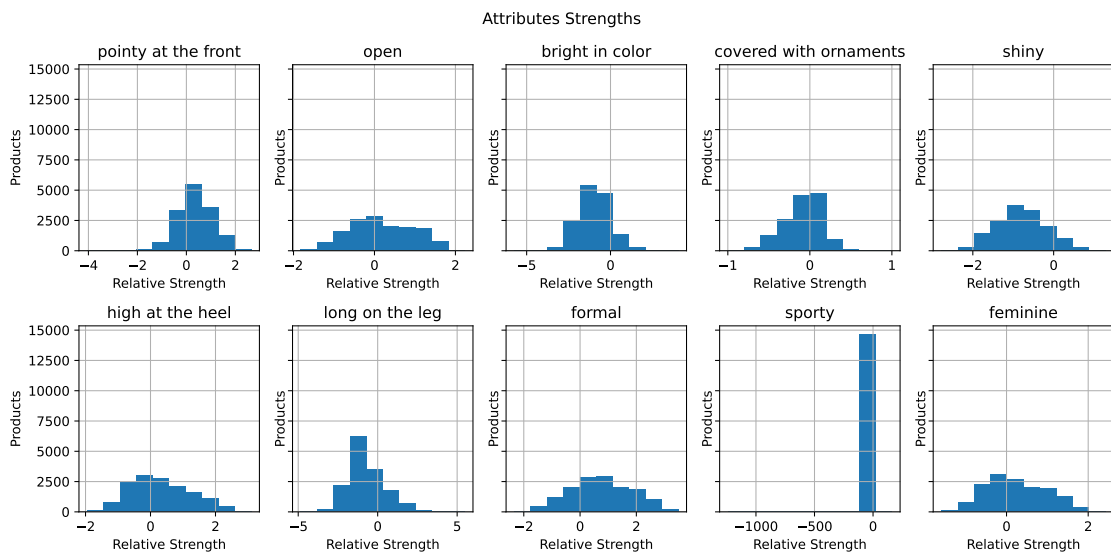 Attributes Strengths
pointy at the front
open
bright in color
covered with ornaments
shiny
15000
12500
10000
7500
5000
2500
0
Products
Products
Products
Products
Products
−4 −2 0 2
−2 0 2
−5 0
−1 0 1
−2 0
Relative Strength
Relative Strength
Relative Strength
Relative Strength
Relative Strength
high at the heel
long on the leg
formal
sporty
feminine
15000
12500
10000
7500
5000
2500
0
Products
Products
Products
Products
Products
−2 0 2
−5 0 5
−2 0 2
−1000 −500 0
0 2
Relative Strength
Relative Strength
Relative Strength
Relative Strength
Relative Strength